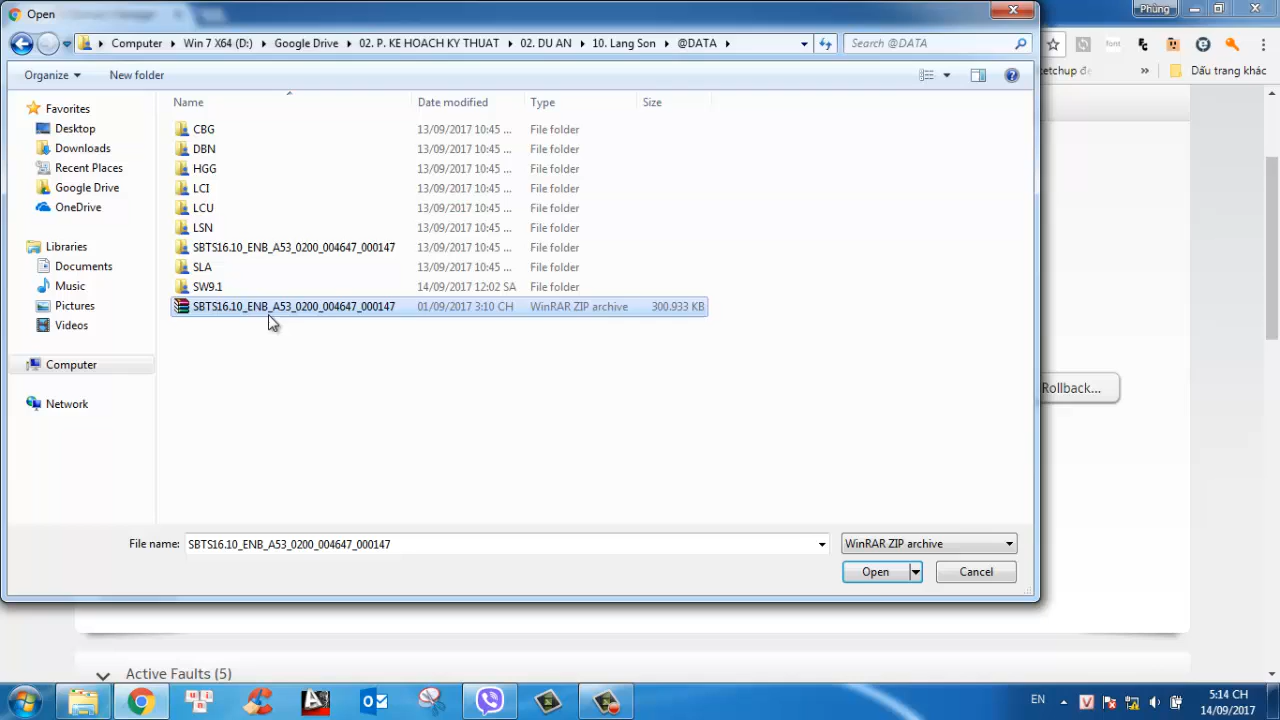 Open
Phùng
Computer Win 7 X64 (D:) Google Drive 02. P. KE HOACH KY THUAT 02. DU AN 10. Lang Son @DATA
Search @DATA
Organize New folder
Dấu trang khác
Name Date modified Type Size
Favorites
Desktop
Downloads
Recent Places
Google Drive
OneDrive
Libraries
Documents
Music
Pictures
Videos
Computer
Network
CBG 13/09/2017 10:45 ... File folder
DBN 13/09/2017 10:45 ... File folder
HGG 13/09/2017 10:45 ... File folder
LCI 13/09/2017 10:45 ... File folder
LCU 13/09/2017 10:45 ... File folder
LSN 13/09/2017 10:45 ... File folder
SBTS16.10_ENB_A53_0200_004647_000147 13/09/2017 10:45 ... File folder
SLA 13/09/2017 10:45 ... File folder
SW9.1 14/09/2017 12:02 SA File folder
SBTS16.10_ENB_A53_0200_004647_000147 01/09/2017 3:10 CH WinRAR ZIP archive 300.933 KB
Rollback...
File name: SBTS16.10_ENB_A53_0200_004647_000147 WinRAR ZIP archive
Open Cancel
Active Faults (5)
EN
5:14 CH
14/09/2017